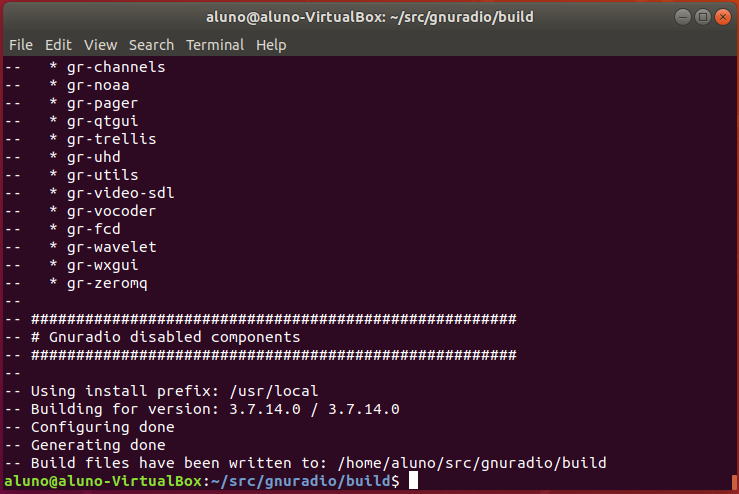 aluno@aluno-VirtualBox: ~/src/gnuradio/build
File Edit View Search Terminal Help
--   * gr-channels
--   * gr-noaa
--   * gr-pager
--   * gr-qtgui
--   * gr-trellis
--   * gr-uhd
--   * gr-utils
--   * gr-video-sdl
--   * gr-vocoder
--   * gr-fcd
--   * gr-wavelet
--   * gr-wxgui
--   * gr-zeromq
--
-- ######################################################
-- # Gnuradio disabled components
-- ######################################################
--
-- Using install prefix: /usr/local
-- Building for version: 3.7.14.0 / 3.7.14.0
-- Configuring done
-- Generating done
-- Build files have been written to: /home/aluno/src/gnuradio/build
aluno@aluno-VirtualBox:~/src/gnuradio/build$